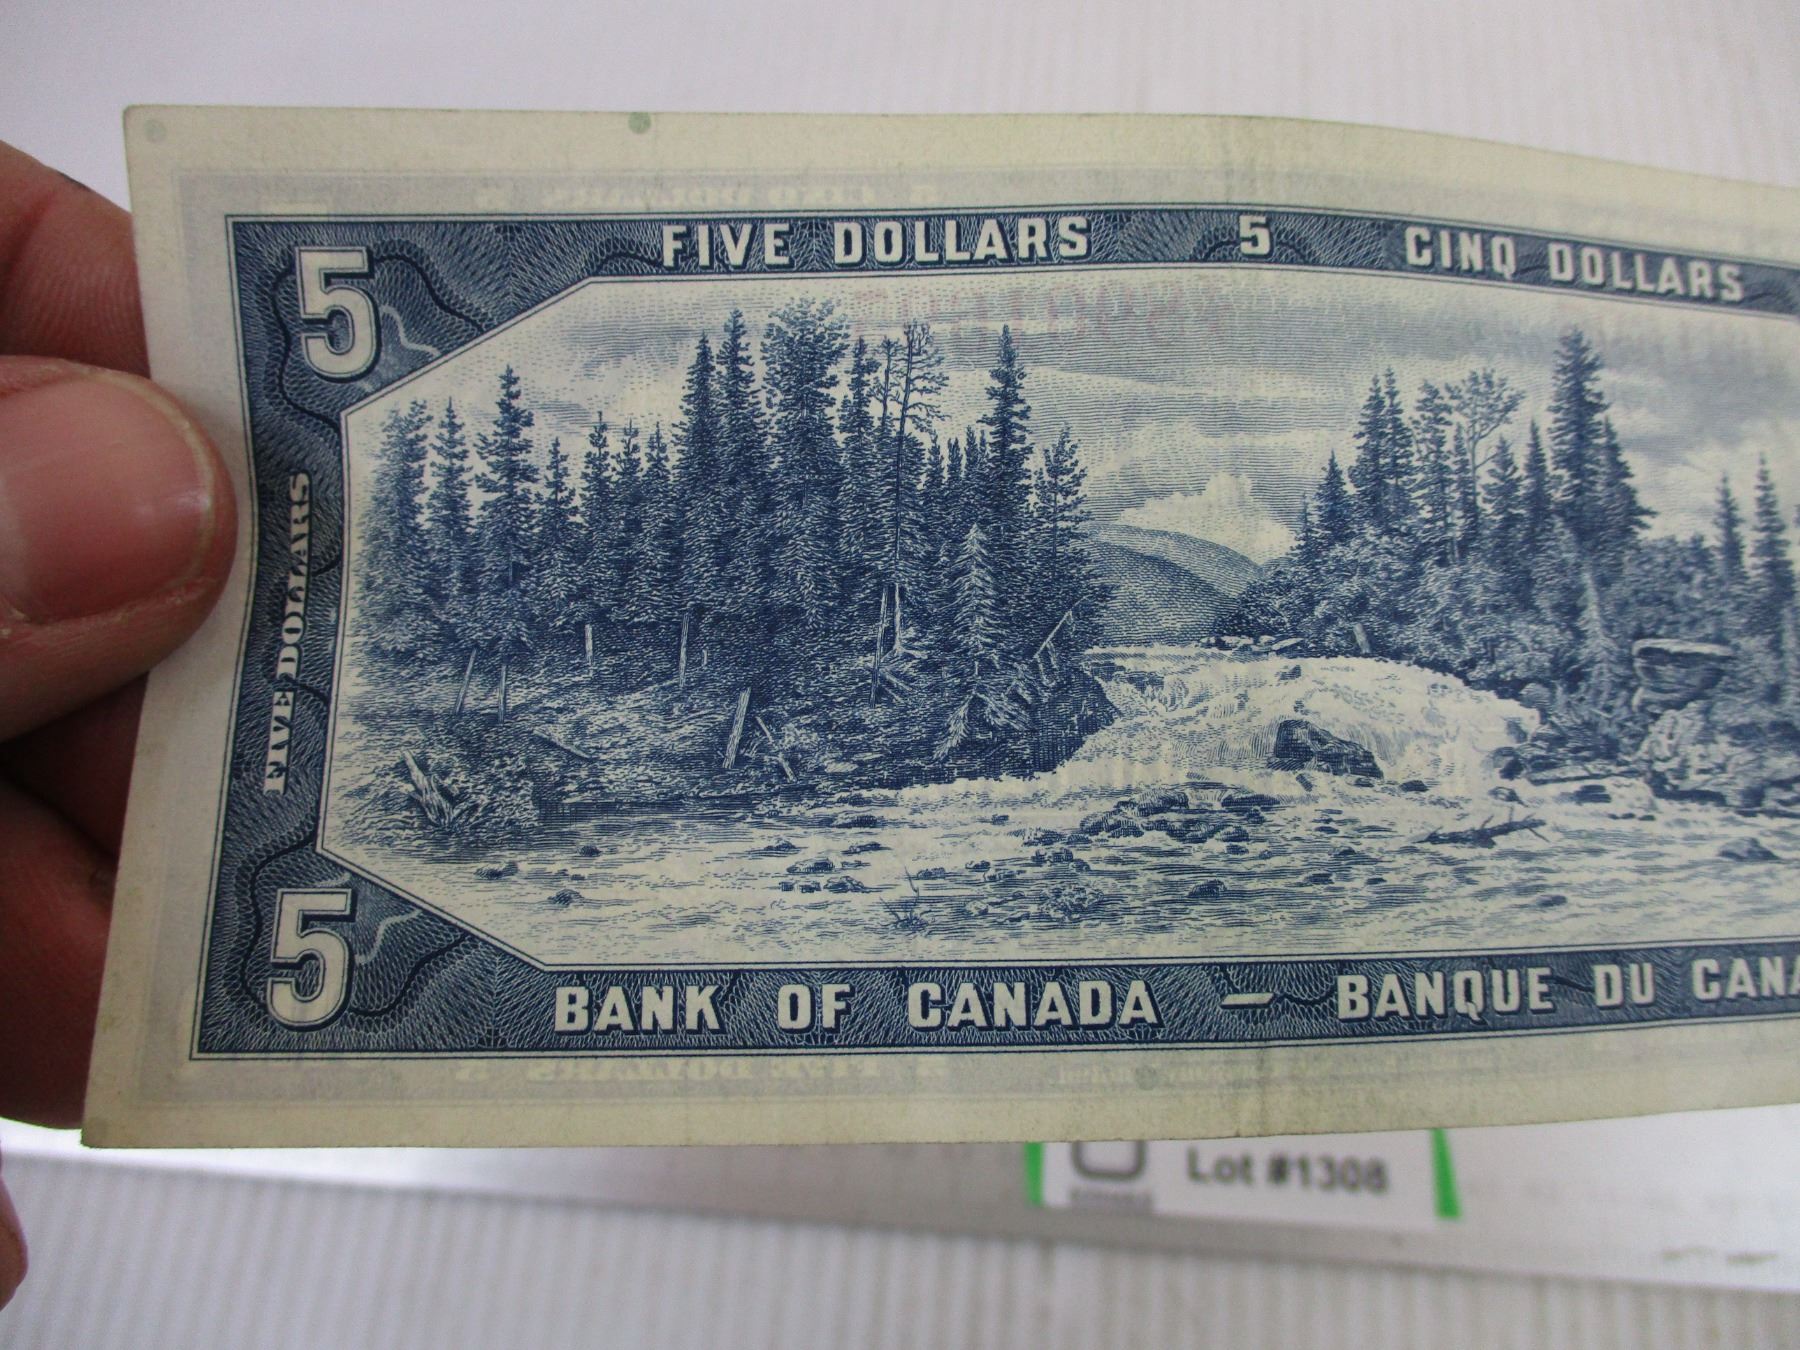 FIVE DOLLARS 5 CINQ DOLLARS
5
FIVE DOLLARS
5
BANK OF CANADA - BANQUE DU CANA
Lot #1308